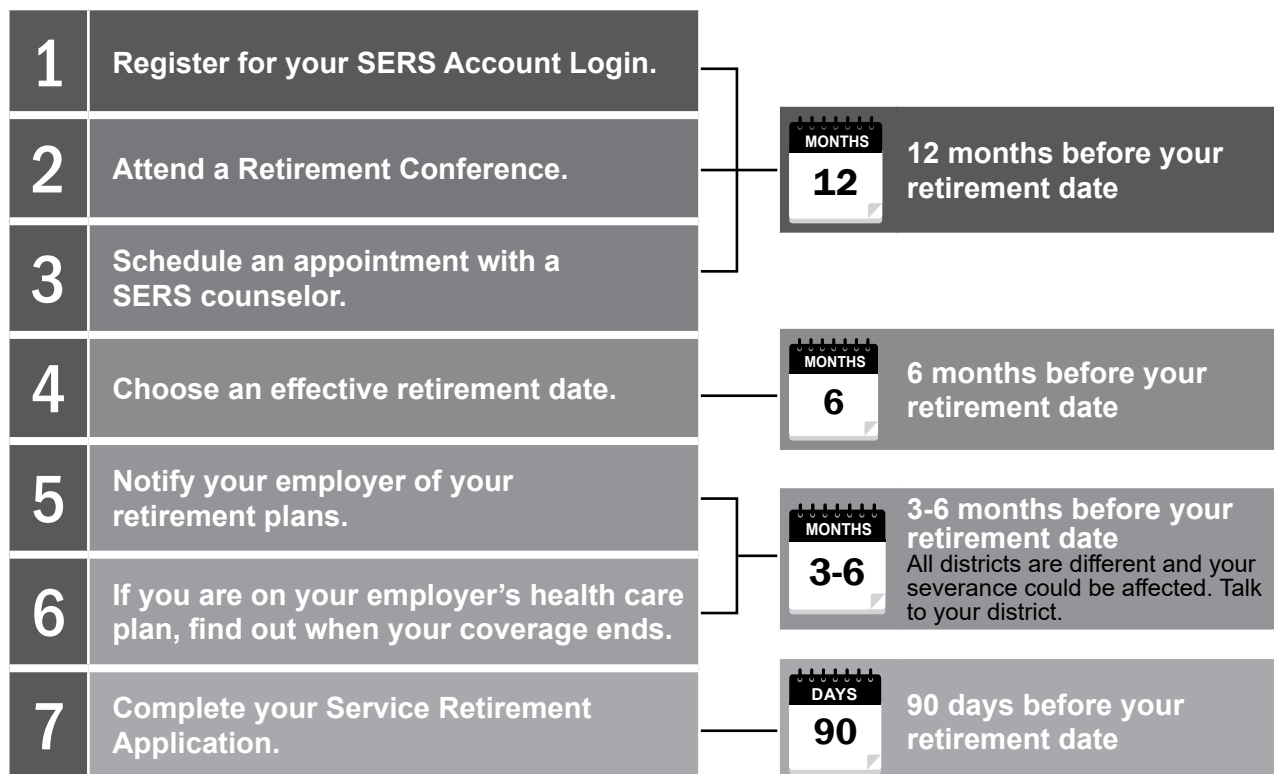 1
Register for your SERS Account Login.
2
Attend a Retirement Conference.
3
Schedule an appointment with a
SERS counselor.
MONTHS
12
12 months before your
retirement date
4
Choose an effective retirement date.
MONTHS
6
6 months before your
retirement date
5
Notify your employer of your
retirement plans.
6
If you are on your employer’s health care
plan, find out when your coverage ends.
MONTHS
3-6
3-6 months before your
retirement date
All districts are different and your
severance could be affected. Talk
to your district.
7
Complete your Service Retirement
Application.
DAYS
90
90 days before your
retirement date